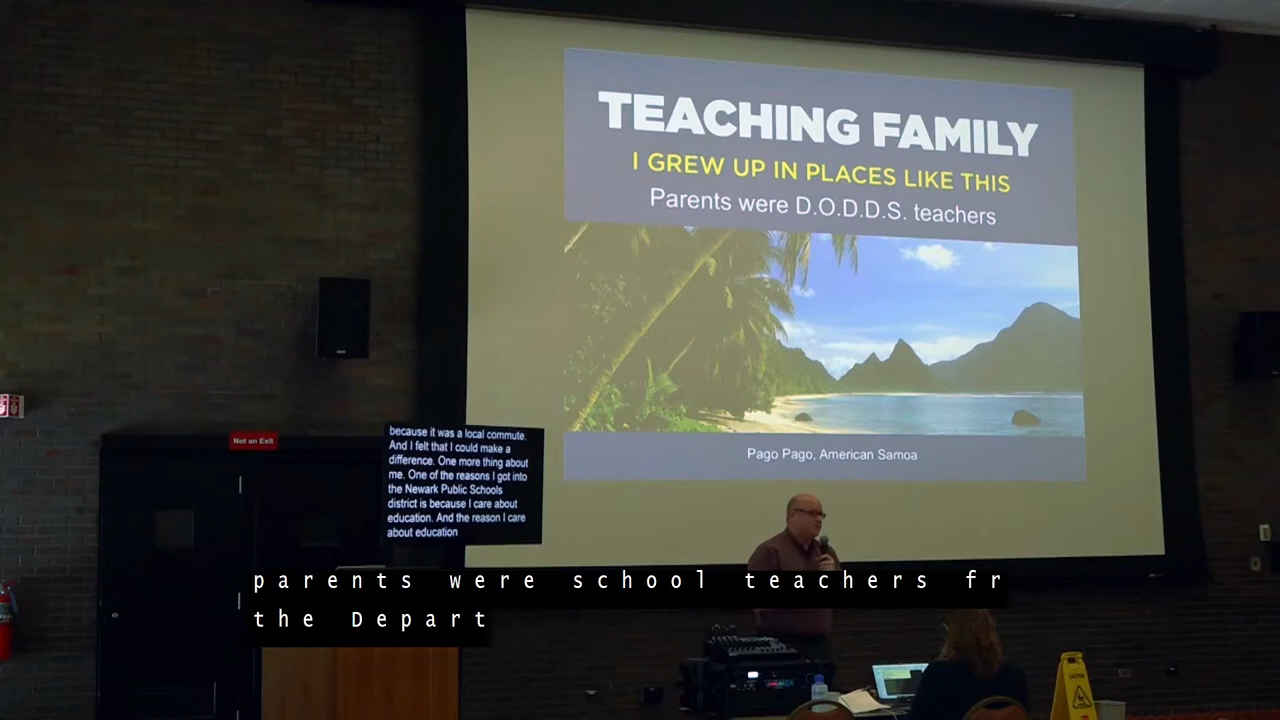 TEACHING FAMILY
I GREW UP IN PLACES LIKE THIS
Parents were D.O.D.D.S. teachers
Pago Pago, American Samoa
Not an Exit
because it was a local commute.
And I felt that I could make a
difference. One more thing about
me. One of the reasons I got into
the Newark Public Schools
district is because I care about
education. And the reason I care
about education
parents were school teachers fr
the Depart
CAUTION